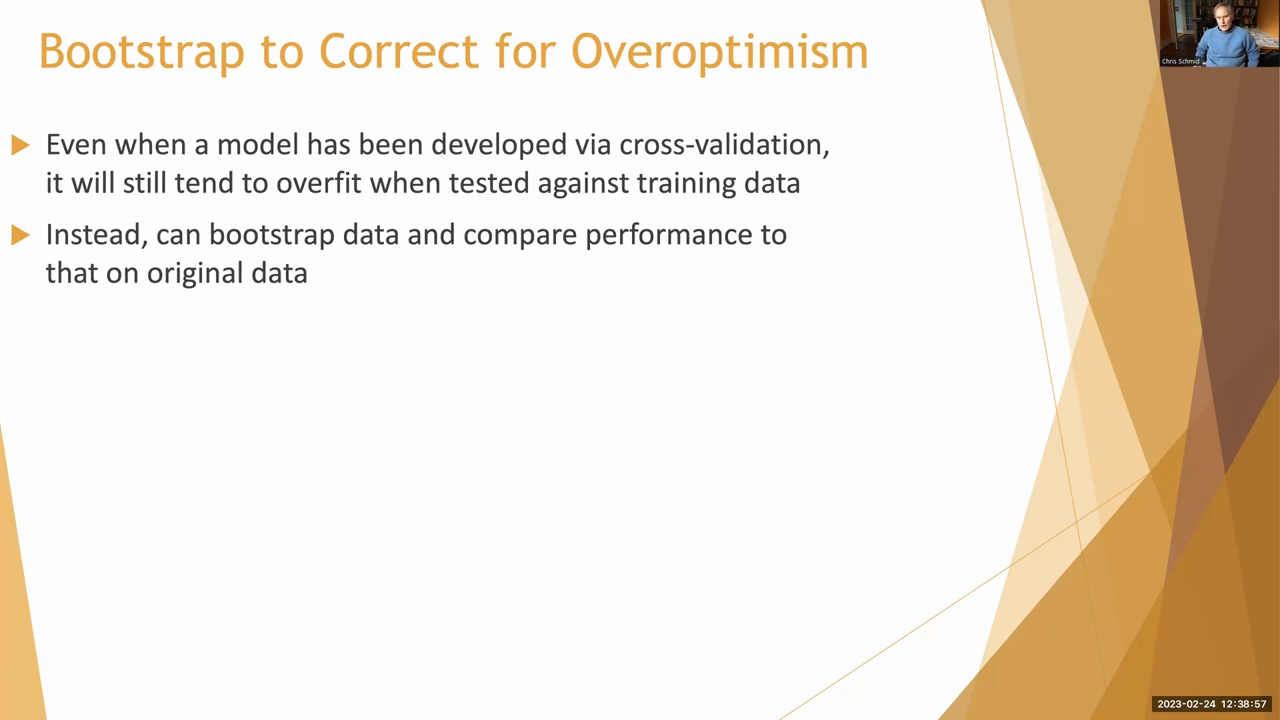 Bootstrap to Correct for Overoptimism
Chris Schmid
Even when a model has been developed via cross-validation,
it will still tend to overfit when tested against training data
Instead, can bootstrap data and compare performance to
that on original data
2023-02-24 12:38:57